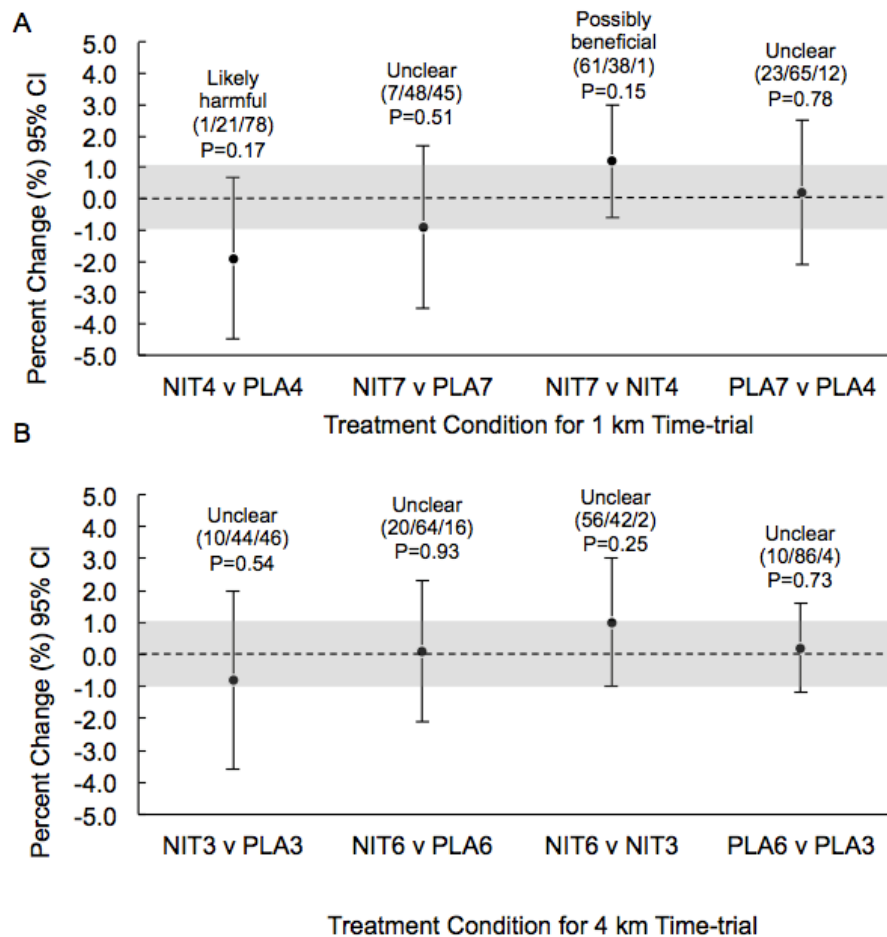 A
Percent Change (%) 95% CI
5.0
4.0
3.0
2.0
1.0
0.0
-1.0
-2.0
-3.0
-4.0
-5.0
Likely
harmful
(1/21/78)
P=0.17
Unclear
(7/48/45)
P=0.51
Possibly
beneficial
(61/38/1)
P=0.15
Unclear
(23/65/12)
P=0.78
NIT4 v PLA4
NIT7 v PLA7
NIT7 v NIT4
PLA7 v PLA4
Treatment Condition for 1 km Time-trial
B
Percent Change (%) 95% CI
5.0
4.0
3.0
2.0
1.0
0.0
-1.0
-2.0
-3.0
-4.0
-5.0
Unclear
(10/44/46)
P=0.54
Unclear
(20/64/16)
P=0.93
Unclear
(56/42/2)
P=0.25
Unclear
(10/86/4)
P=0.73
NIT3 v PLA3
NIT6 v PLA6
NIT6 v NIT3
PLA6 v PLA3
Treatment Condition for 4 km Time-trial